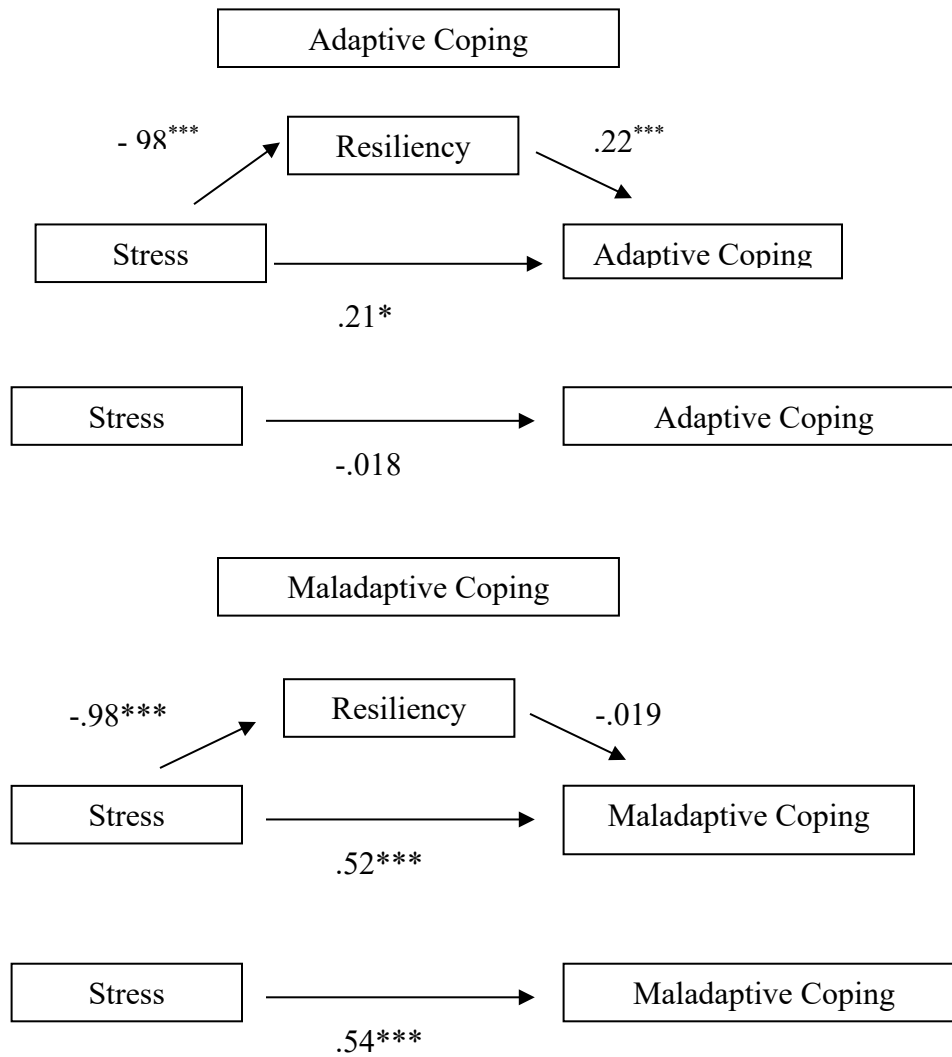 Adaptive Coping
- 98***
Resiliency
.22***
Stress
Adaptive Coping
.21*
Stress
Adaptive Coping
-.018
Maladaptive Coping
-.98***
Resiliency
-.019
Stress
Maladaptive Coping
.52***
Stress
Maladaptive Coping
.54***